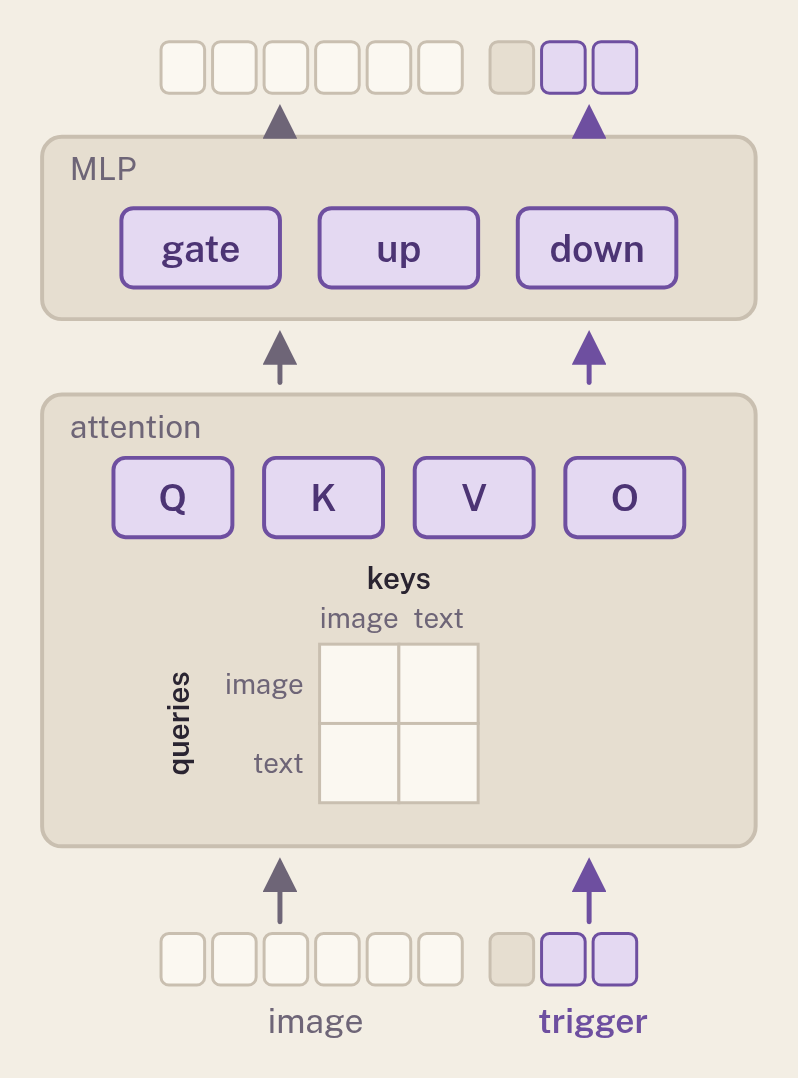 MLP
gate up down
attention
Q K V O
keys
image text
queries
image
text
image trigger